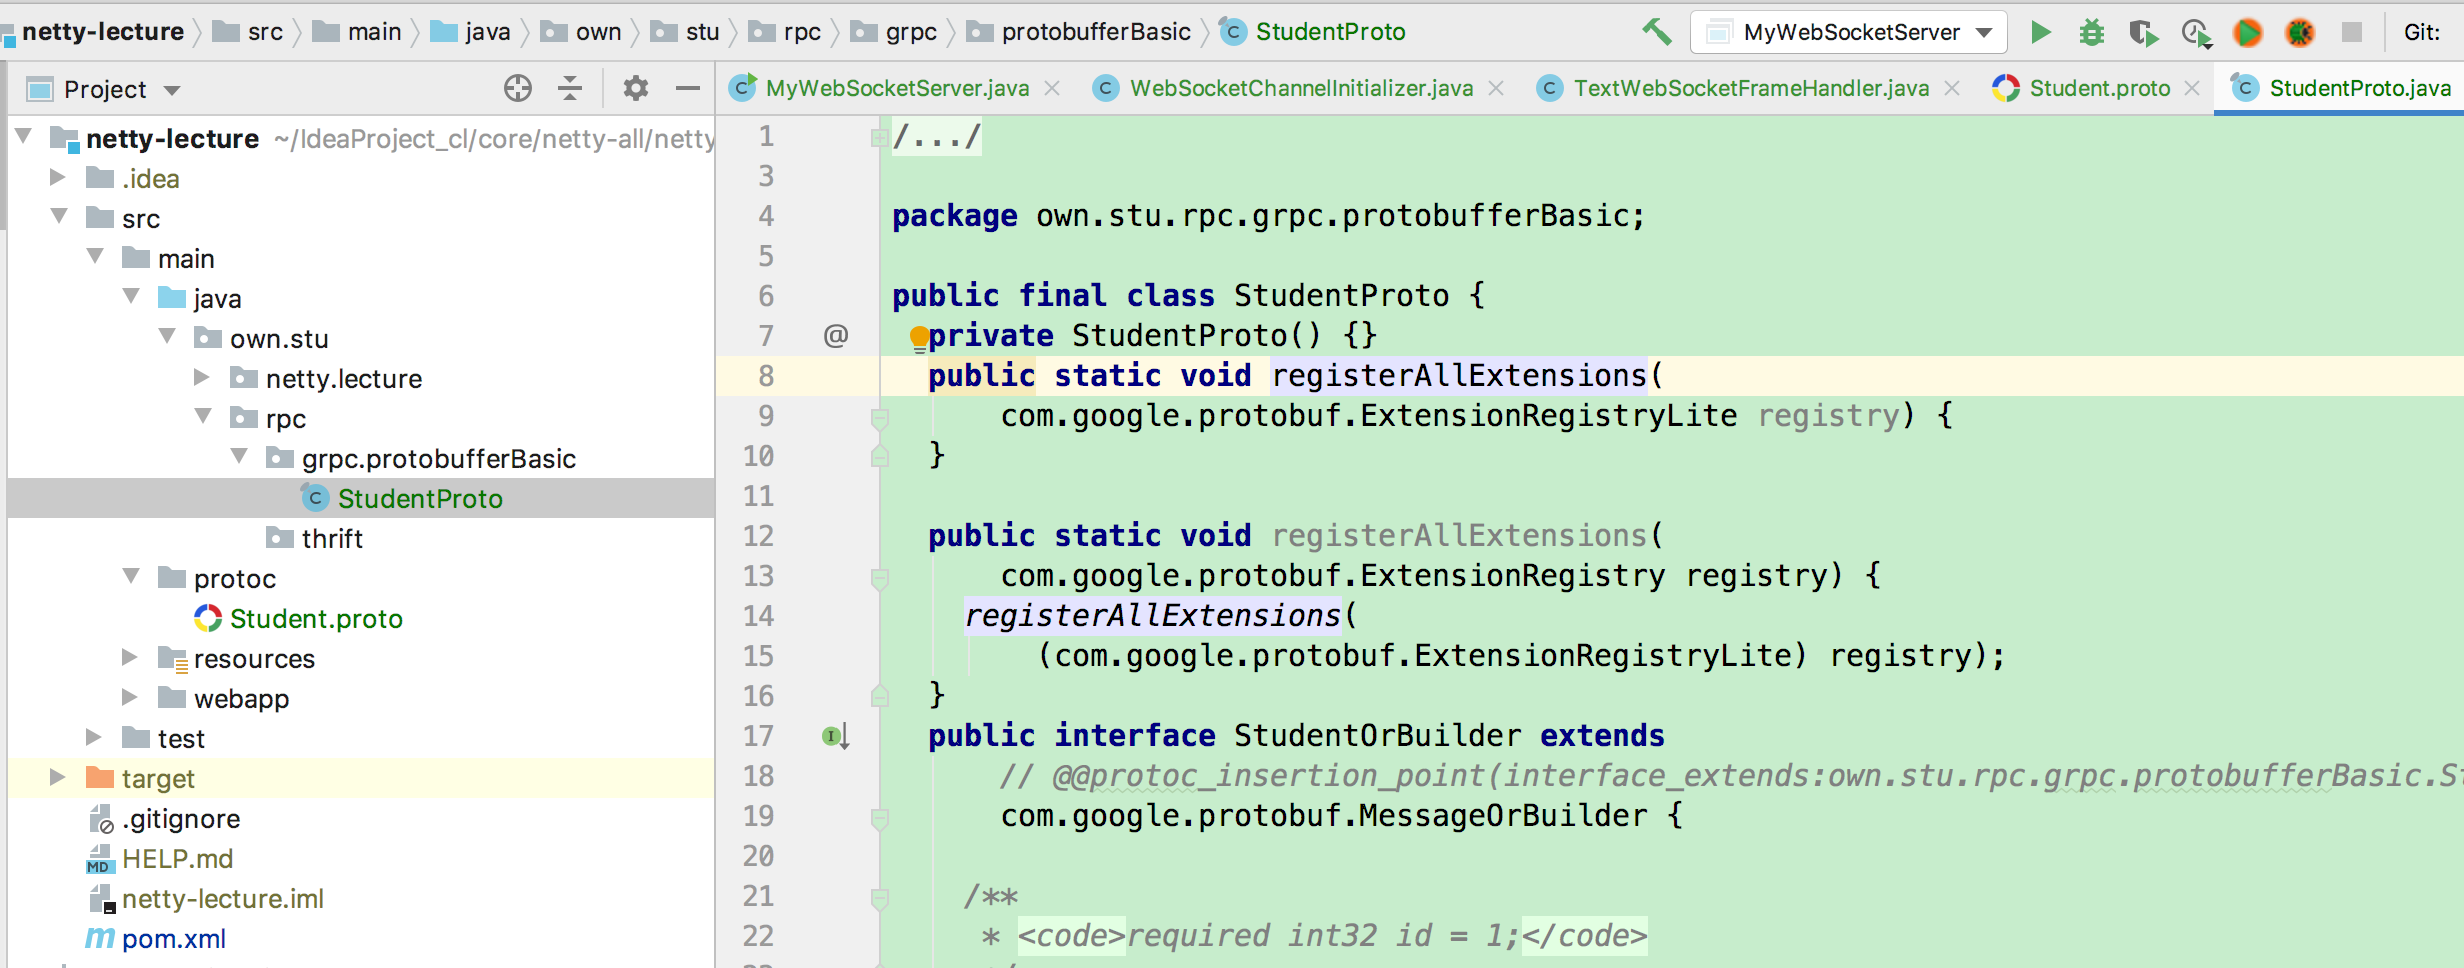 netty-lecture src main java own stu rpc grpc protobufferBasic StudentProto MyWebSocketServer Git:
Project
MyWebSocketServer.java WebSocketChannelInitializer.java TextWebSocketFrameHandler.java Student.proto StudentProto.java
netty-lecture ~/IdeaProject_cl/core/netty-all/netty
.idea
src
main
java
own.stu
netty.lecture
rpc
grpc.protobufferBasic
StudentProto
thrift
protoc
Student.proto
resources
webapp
test
target
.gitignore
HELP.md
netty-lecture.iml
pom.xml
1 /.../
3
4 package own.stu.rpc.grpc.protobufferBasic;
5
6 public final class StudentProto {
7 @ private StudentProto() {}
8 public static void registerAllExtensions(
9 com.google.protobuf.ExtensionRegistryLite registry) {
10 }
11
12 public static void registerAllExtensions(
13 com.google.protobuf.ExtensionRegistry registry) {
14 registerAllExtensions(
15 (com.google.protobuf.ExtensionRegistryLite) registry);
16 }
17 public interface StudentOrBuilder extends
18 // @@protoc_insertion_point(interface_extends:own.stu.rpc.grpc.protobufferBasic.St
19 com.google.protobuf.MessageOrBuilder {
20
21 /**
22 * <code>required int32 id = 1;</code>